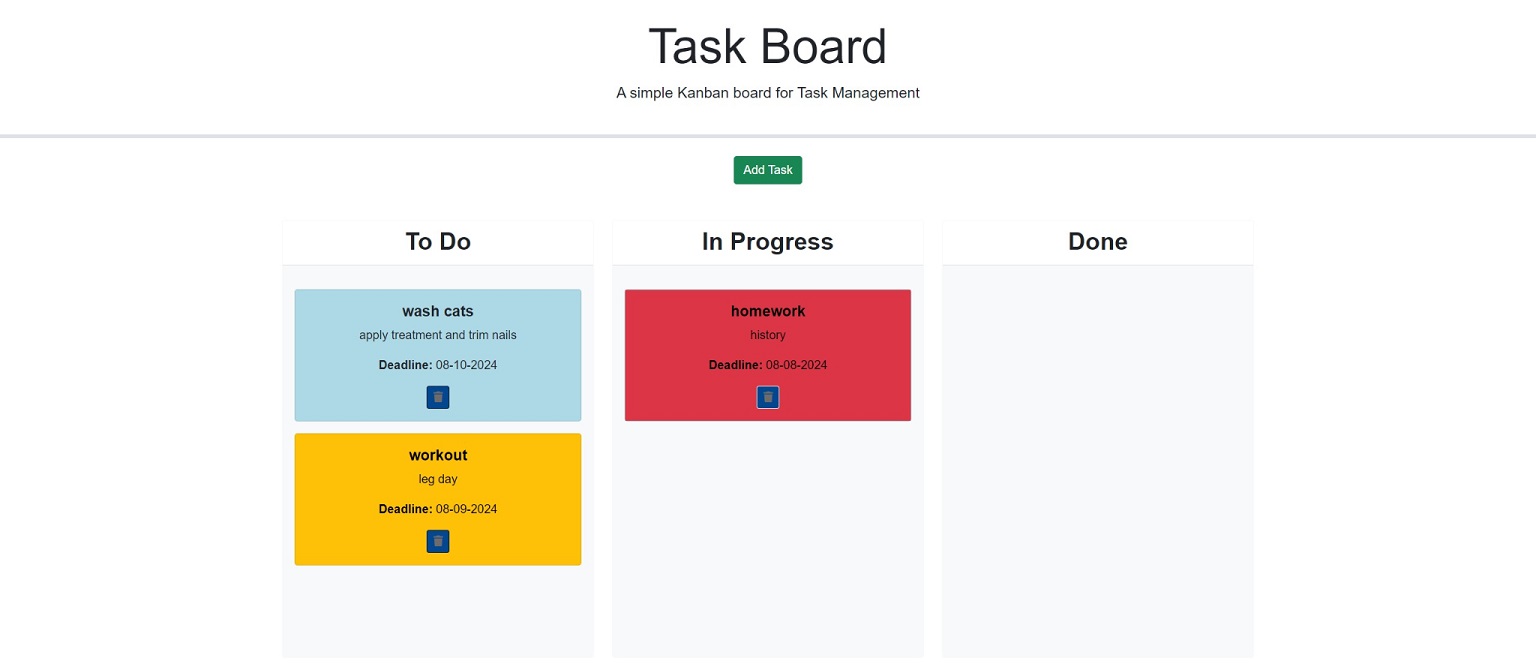 Task Board
A simple Kanban board for Task Management
Add Task
To Do
wash cats
apply treatment and trim nails
Deadline: 08-10-2024
workout
leg day
Deadline: 08-09-2024
In Progress
homework
history
Deadline: 08-08-2024
Done